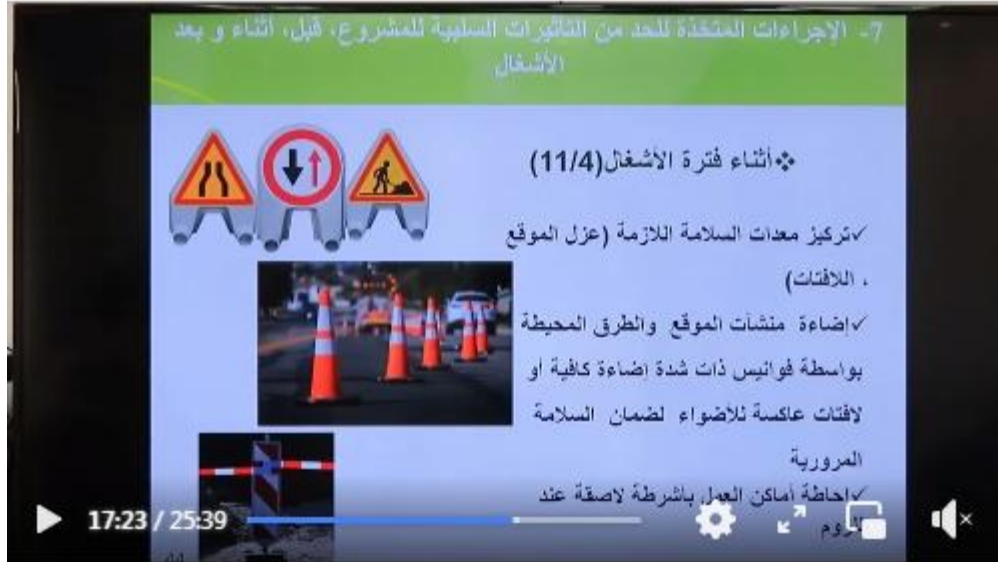 7- الإجراءات المتخذة للحد من التأثيرات السلبية للمشروع، قبل، أثناء و بعد
الأشغال
❖أثناء فترة الأشغال(11/4)
✓تركيز معدات السلامة اللازمة (عزل الموقع
، اللافتات)
✓إضاءة منشآت الموقع والطرق المحيطة
بواسطة فوانيس ذات شدة إضاءة كافية أو
لافتات عاكسة للأضواء لضمان السلامة
المرورية
✓إحاطة أماكن العمل باشرطة لاصقة عند
17:23 / 25:39
44